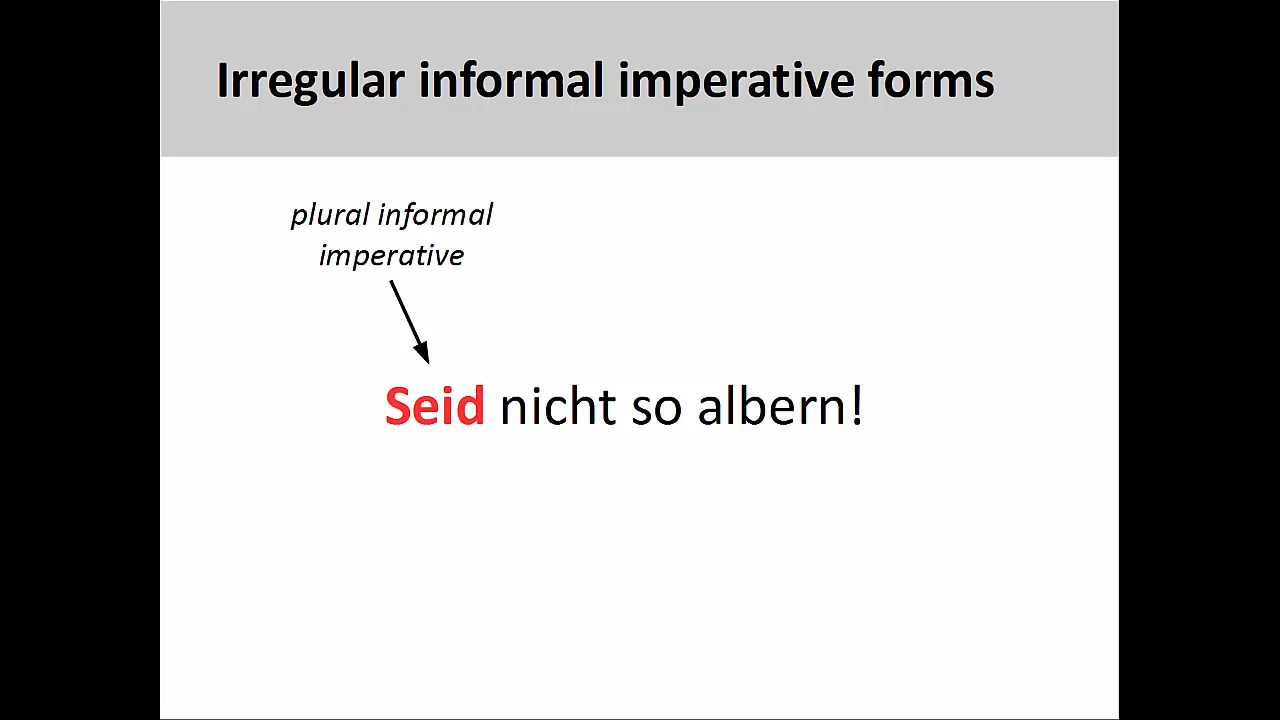 Irregular informal imperative forms
plural informal
imperative
Seid nicht so albern!